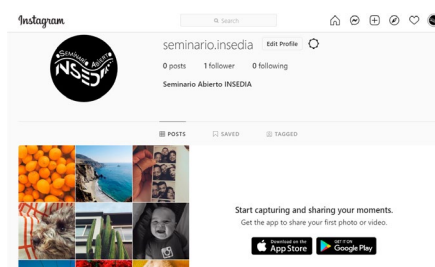 Instagram
Search
seminario.insedia Edit Profile
0 posts 1 follower 0 following
Seminario Abierto INSEDIA
SEMINARIO ABIERTO
INSEDIA
POSTS SAVED TAGGED
Start capturing and sharing your moments.
Get the app to share your first photo or video.
Download on the
App Store
GET IT ON
Google Play